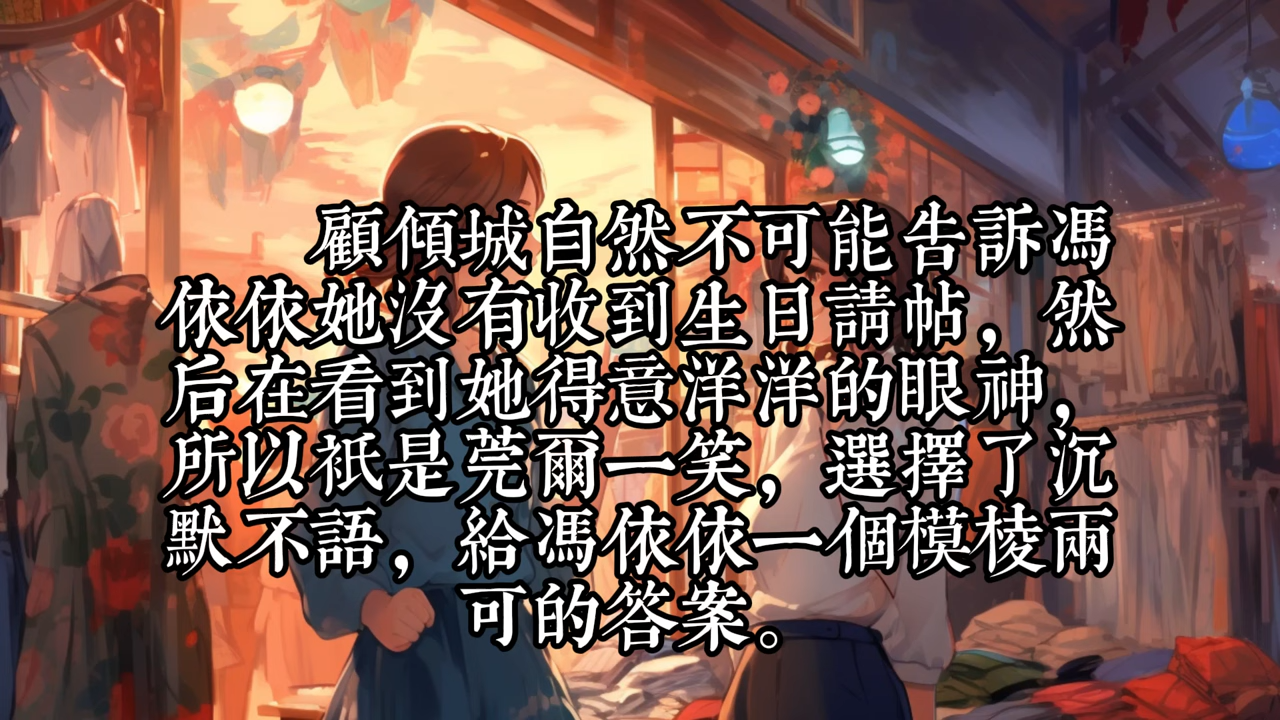 顧傾城自然不可能告訴馮
依依她沒有收到生日請帖，然
后在看到她得意洋洋的眼神，
所以衹是莞爾一笑，選擇了沉
默不語，給馮依依一個模棱兩
可的答案。